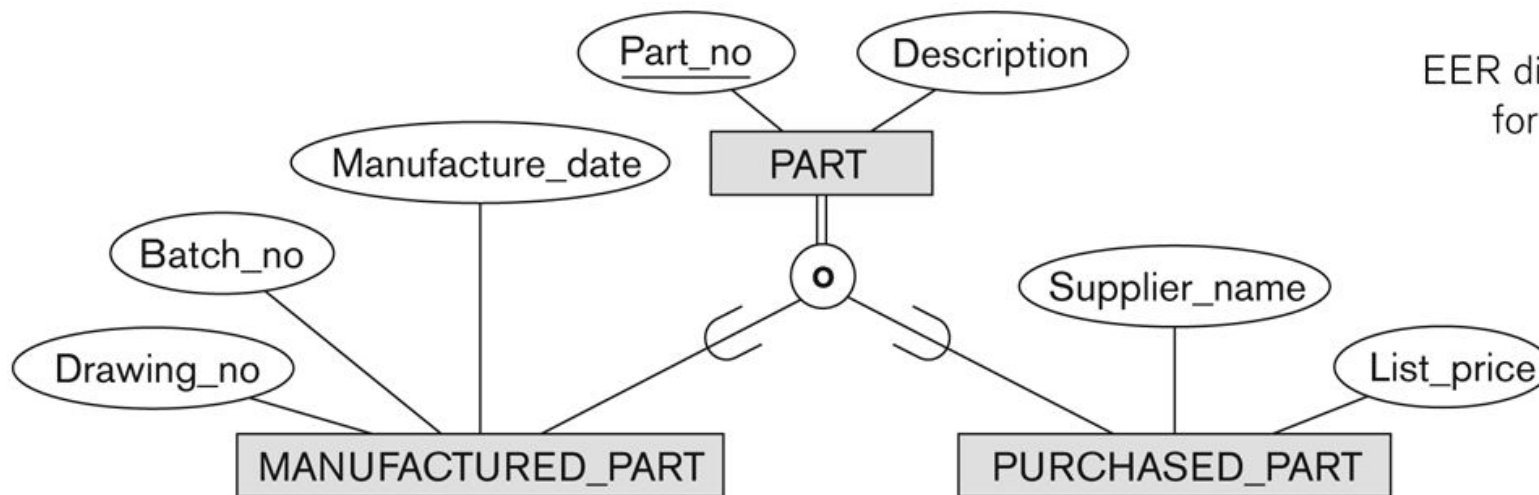 Part_no
Description
EER di
for
Manufacture_date
PART
Batch_no
o
Supplier_name
Drawing_no
List_price
MANUFACTURED_PART
PURCHASED_PART